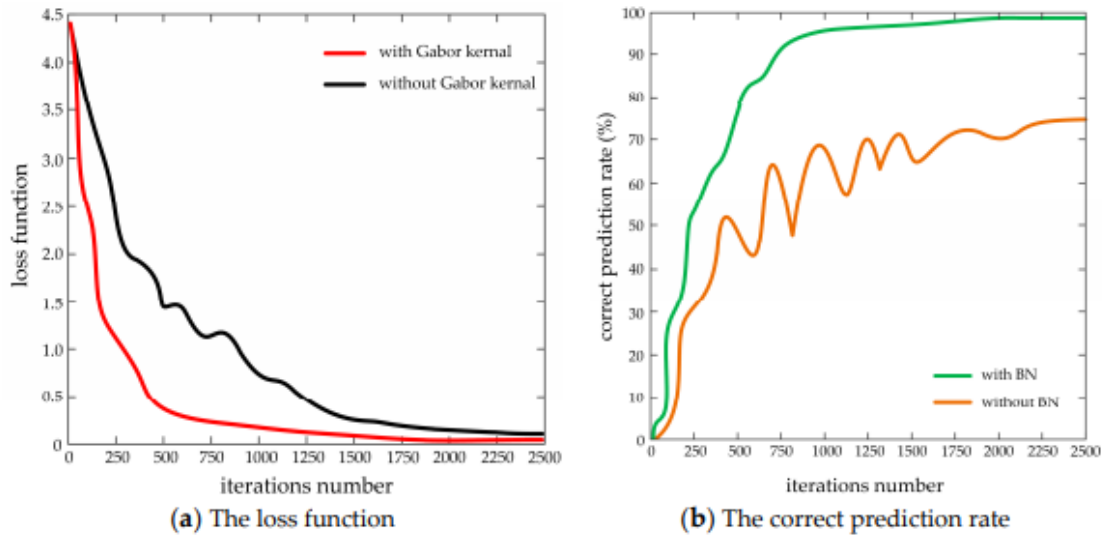 4.5
4.0
3.5
3.0
2.5
2.0
1.5
1.0
0.5
0
loss function
with Gabor kernal
without Gabor kernal
0 250 500 750 1000 1250 1500 1750 2000 2250 2500
iterations number
(a) The loss function
100
90
80
70
60
50
40
30
20
10
0
correct prediction rate (%)
with BN
without BN
0 250 500 750 1000 1250 1500 1750 2000 2250 2500
iterations number
(b) The correct prediction rate